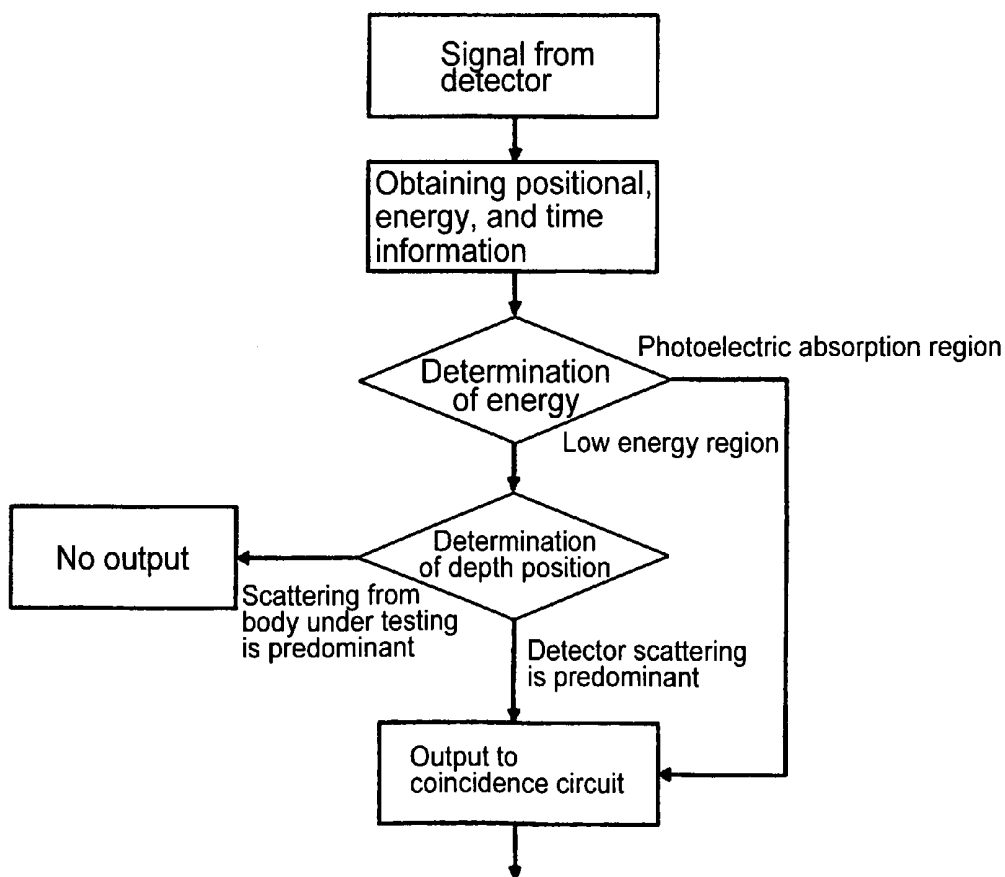 Signal from
detector
Obtaining positional,
energy, and time
information
Determination
of energy
Photoelectric absorption region
Low energy region
Determination
of depth position
No output
Scattering from
body under testing
is predominant
Detector scattering
is predominant
Output to
coincidence circuit